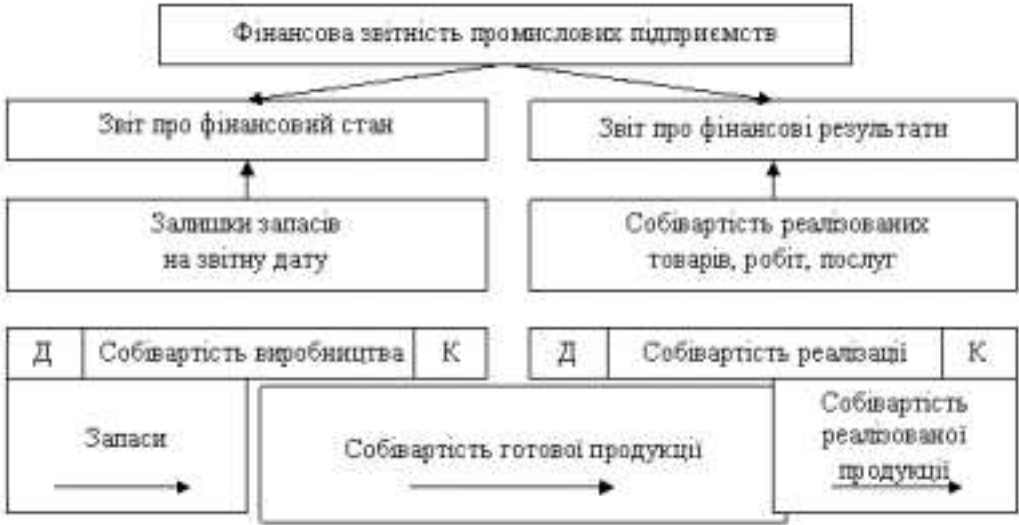 Фінансова звітність промислових підприємств
Звіт про фінансовий стан
Звіт про фінансові результати
Залишки запасів
на звітну дату
Собівартість реалізованих
товарів, робіт, послуг
Д
Собівартість виробництва
К
Д
Собівартість реалізації
К
Запаси
Собівартість готової продукції
Собівартість
реалізованої
продукції